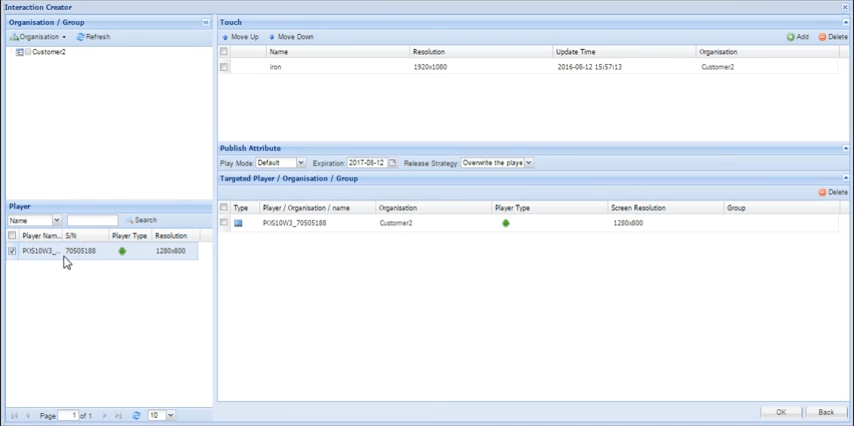 Interaction Creator
Organisation / Group
Organisation
Refresh
Customer2
Player
Name
Search
Player Nam... S/N Player Type Resolution
POS10W3_... 70505188 1280x800
Page 1 of 1 10
Touch
Move Up Move Down Add Delete
Name Resolution Update Time Organisation
iron 1920x1080 2016-08-12 15:57:13 Customer2
Publish Attribute
Play Mode: Default Expiration: 2017-08-12 Release Strategy: Overwrite the playe
Targeted Player / Organisation / Group
Delete
Type Player / Organisation / name Organisation Player Type Screen Resolution Group
POS10W3_70505188 Customer2 1280x800
OK Back